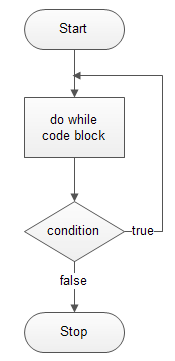 Start
do while
code block
condition
true
false
Stop